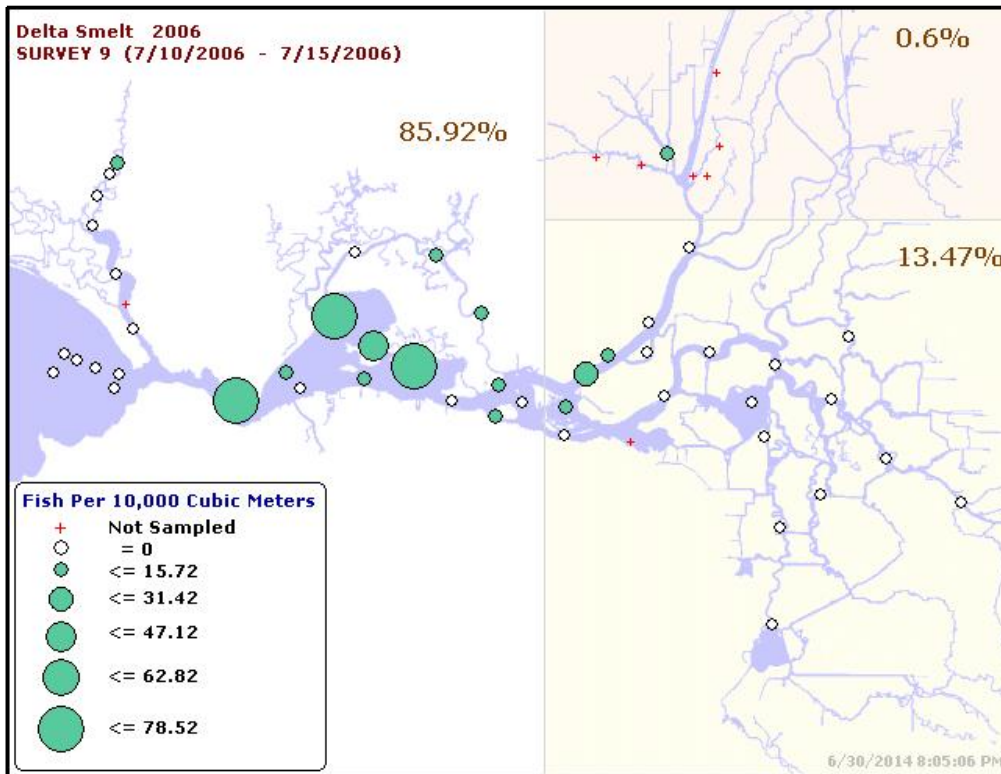 Delta Smelt 2006
SURVEY 9 (7/10/2006 - 7/15/2006)
85.92%
0.6%
13.47%
Fish Per 10,000 Cubic Meters
+ Not Sampled
= 0
<= 15.72
<= 31.42
<= 47.12
<= 62.82
<= 78.52
6/30/2014 8:05:06 PM